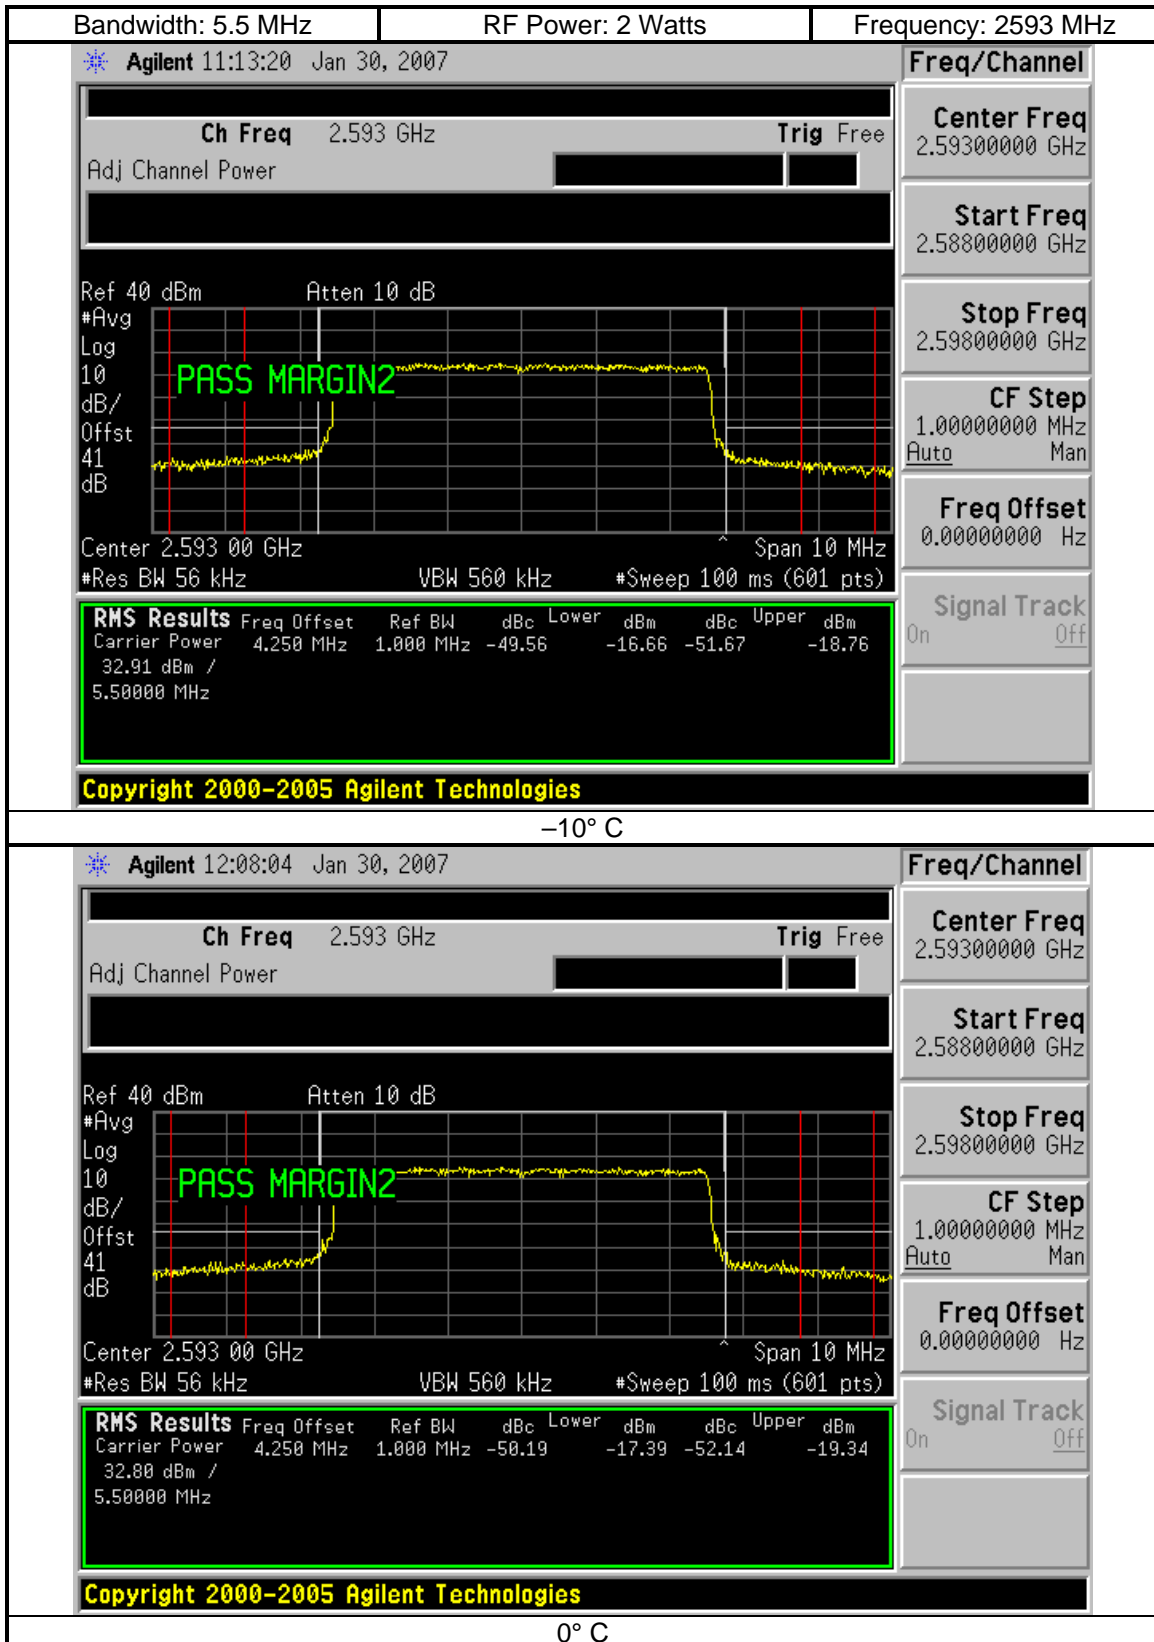 Bandwidth: 5.5 MHz RF Power: 2 Watts Frequency: 2593 MHz
Agilent 11:13:20 Jan 30, 2007 Freq/Channel
Ch Freq 2.593 GHz Trig Free
Adj Channel Power
Center Freq
2.59300000 GHz
Start Freq
2.58800000 GHz
Stop Freq
2.59800000 GHz
CF Step
1.00000000 MHz
Auto Man
Freq Offset
0.00000000 Hz
Signal Track
On Off
Ref 40 dBm Atten 10 dB
#Avg
Log
10
dB/
Offst
41
dB
PASS MARGIN2
Center 2.593 00 GHz Span 10 MHz
#Res BW 56 kHz VBW 560 kHz #Sweep 100 ms (601 pts)
RMS Results Freq Offset Ref BW dBc Lower dBm dBc Upper dBm
Carrier Power 4.250 MHz 1.000 MHz -49.56 -16.66 -51.67 -18.76
32.91 dBm /
5.50000 MHz
Copyright 2000-2005 Agilent Technologies
–10° C
Agilent 12:08:04 Jan 30, 2007 Freq/Channel
Ch Freq 2.593 GHz Trig Free
Adj Channel Power
Center Freq
2.59300000 GHz
Start Freq
2.58800000 GHz
Stop Freq
2.59800000 GHz
CF Step
1.00000000 MHz
Auto Man
Freq Offset
0.00000000 Hz
Signal Track
On Off
Ref 40 dBm Atten 10 dB
#Avg
Log
10
dB/
Offst
41
dB
PASS MARGIN2
Center 2.593 00 GHz Span 10 MHz
#Res BW 56 kHz VBW 560 kHz #Sweep 100 ms (601 pts)
RMS Results Freq Offset Ref BW dBc Lower dBm dBc Upper dBm
Carrier Power 4.250 MHz 1.000 MHz -50.19 -17.39 -52.14 -19.34
32.80 dBm /
5.50000 MHz
Copyright 2000-2005 Agilent Technologies
0° C